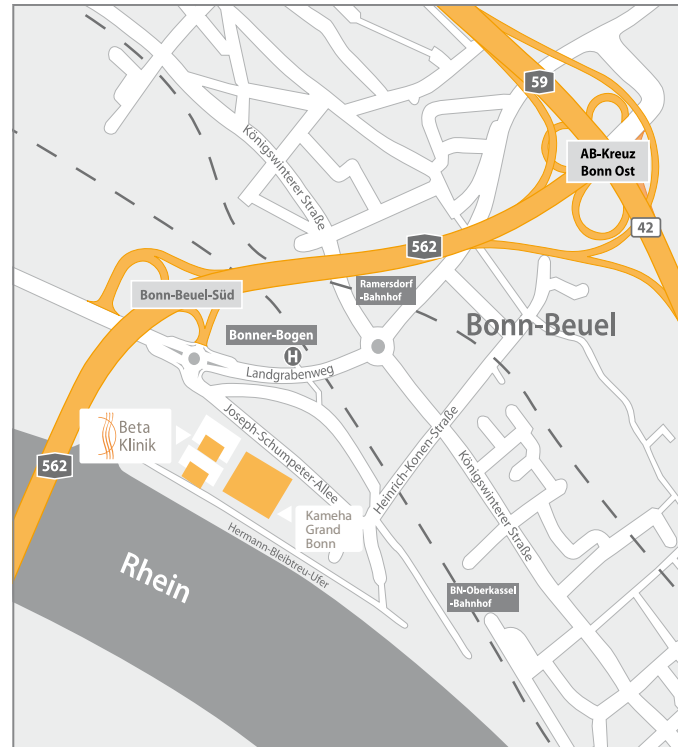 59
Königswinterer Straße
AB-Kreuz
Bonn Ost
42
562
Ramersdorf
-Bahnhof
Bonn-Beuel-Süd
Bonn-Beuel
Bonner-Bogen
H
Landgrabenweg
Joseph-Schumpeter-Allee
Beta
Klinik
562
Heinrich-Konen-Straße
Königswinterer Straße
Kameha
Grand
Bonn
Hermann-Bleibtreu-Ufer
Rhein
BN-Oberkassel
-Bahnhof